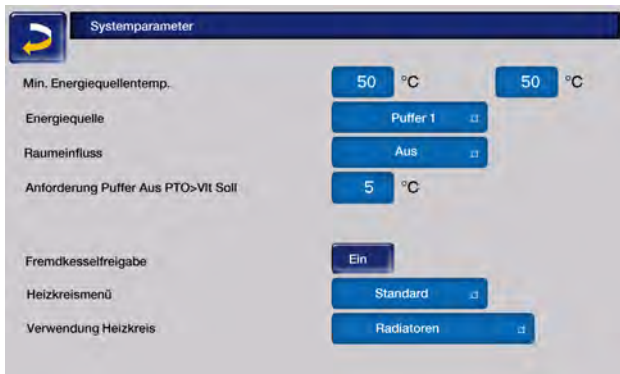 Systemparameter
Min. Energiequellentemp. 50 °C 50 °C
Energiequelle Puffer 1
Raumeinfluss Aus
Anforderung Puffer Aus PTO>Vlt Soll 5 °C
Fremdkesselfreigabe Ein
Heizkreismenü Standard
Verwendung Heizkreis Radiatoren